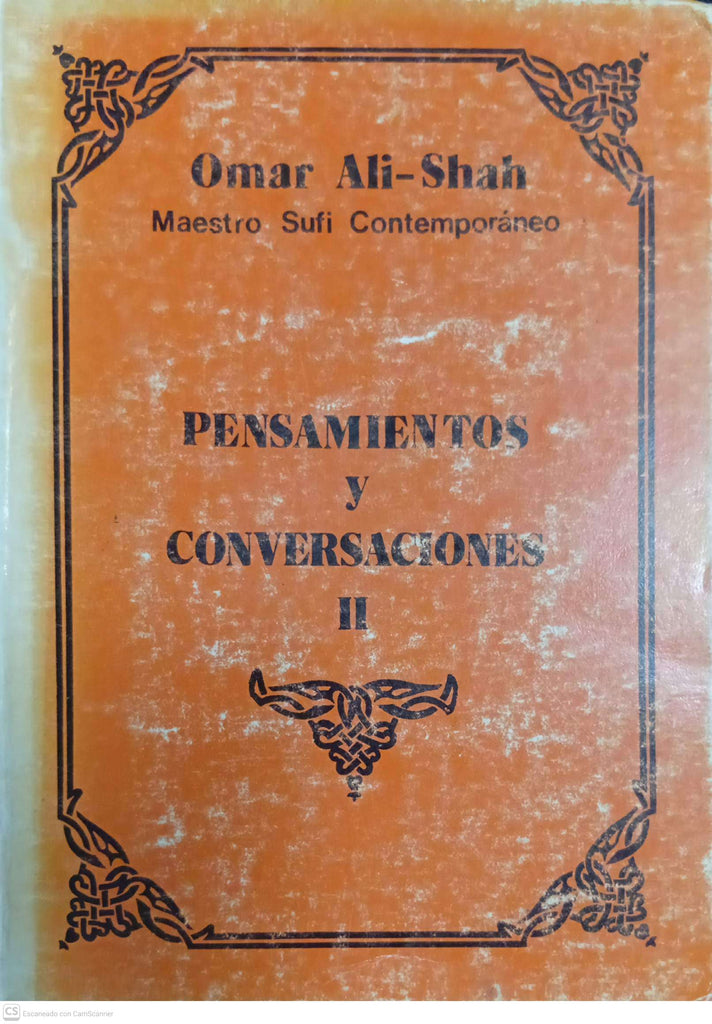 Omar Ali-Shah
Maestro Sufi Contemporáneo
PENSAMIENTOS
y
CONVERSACIONES
II
CS Escaneado con CamScanner